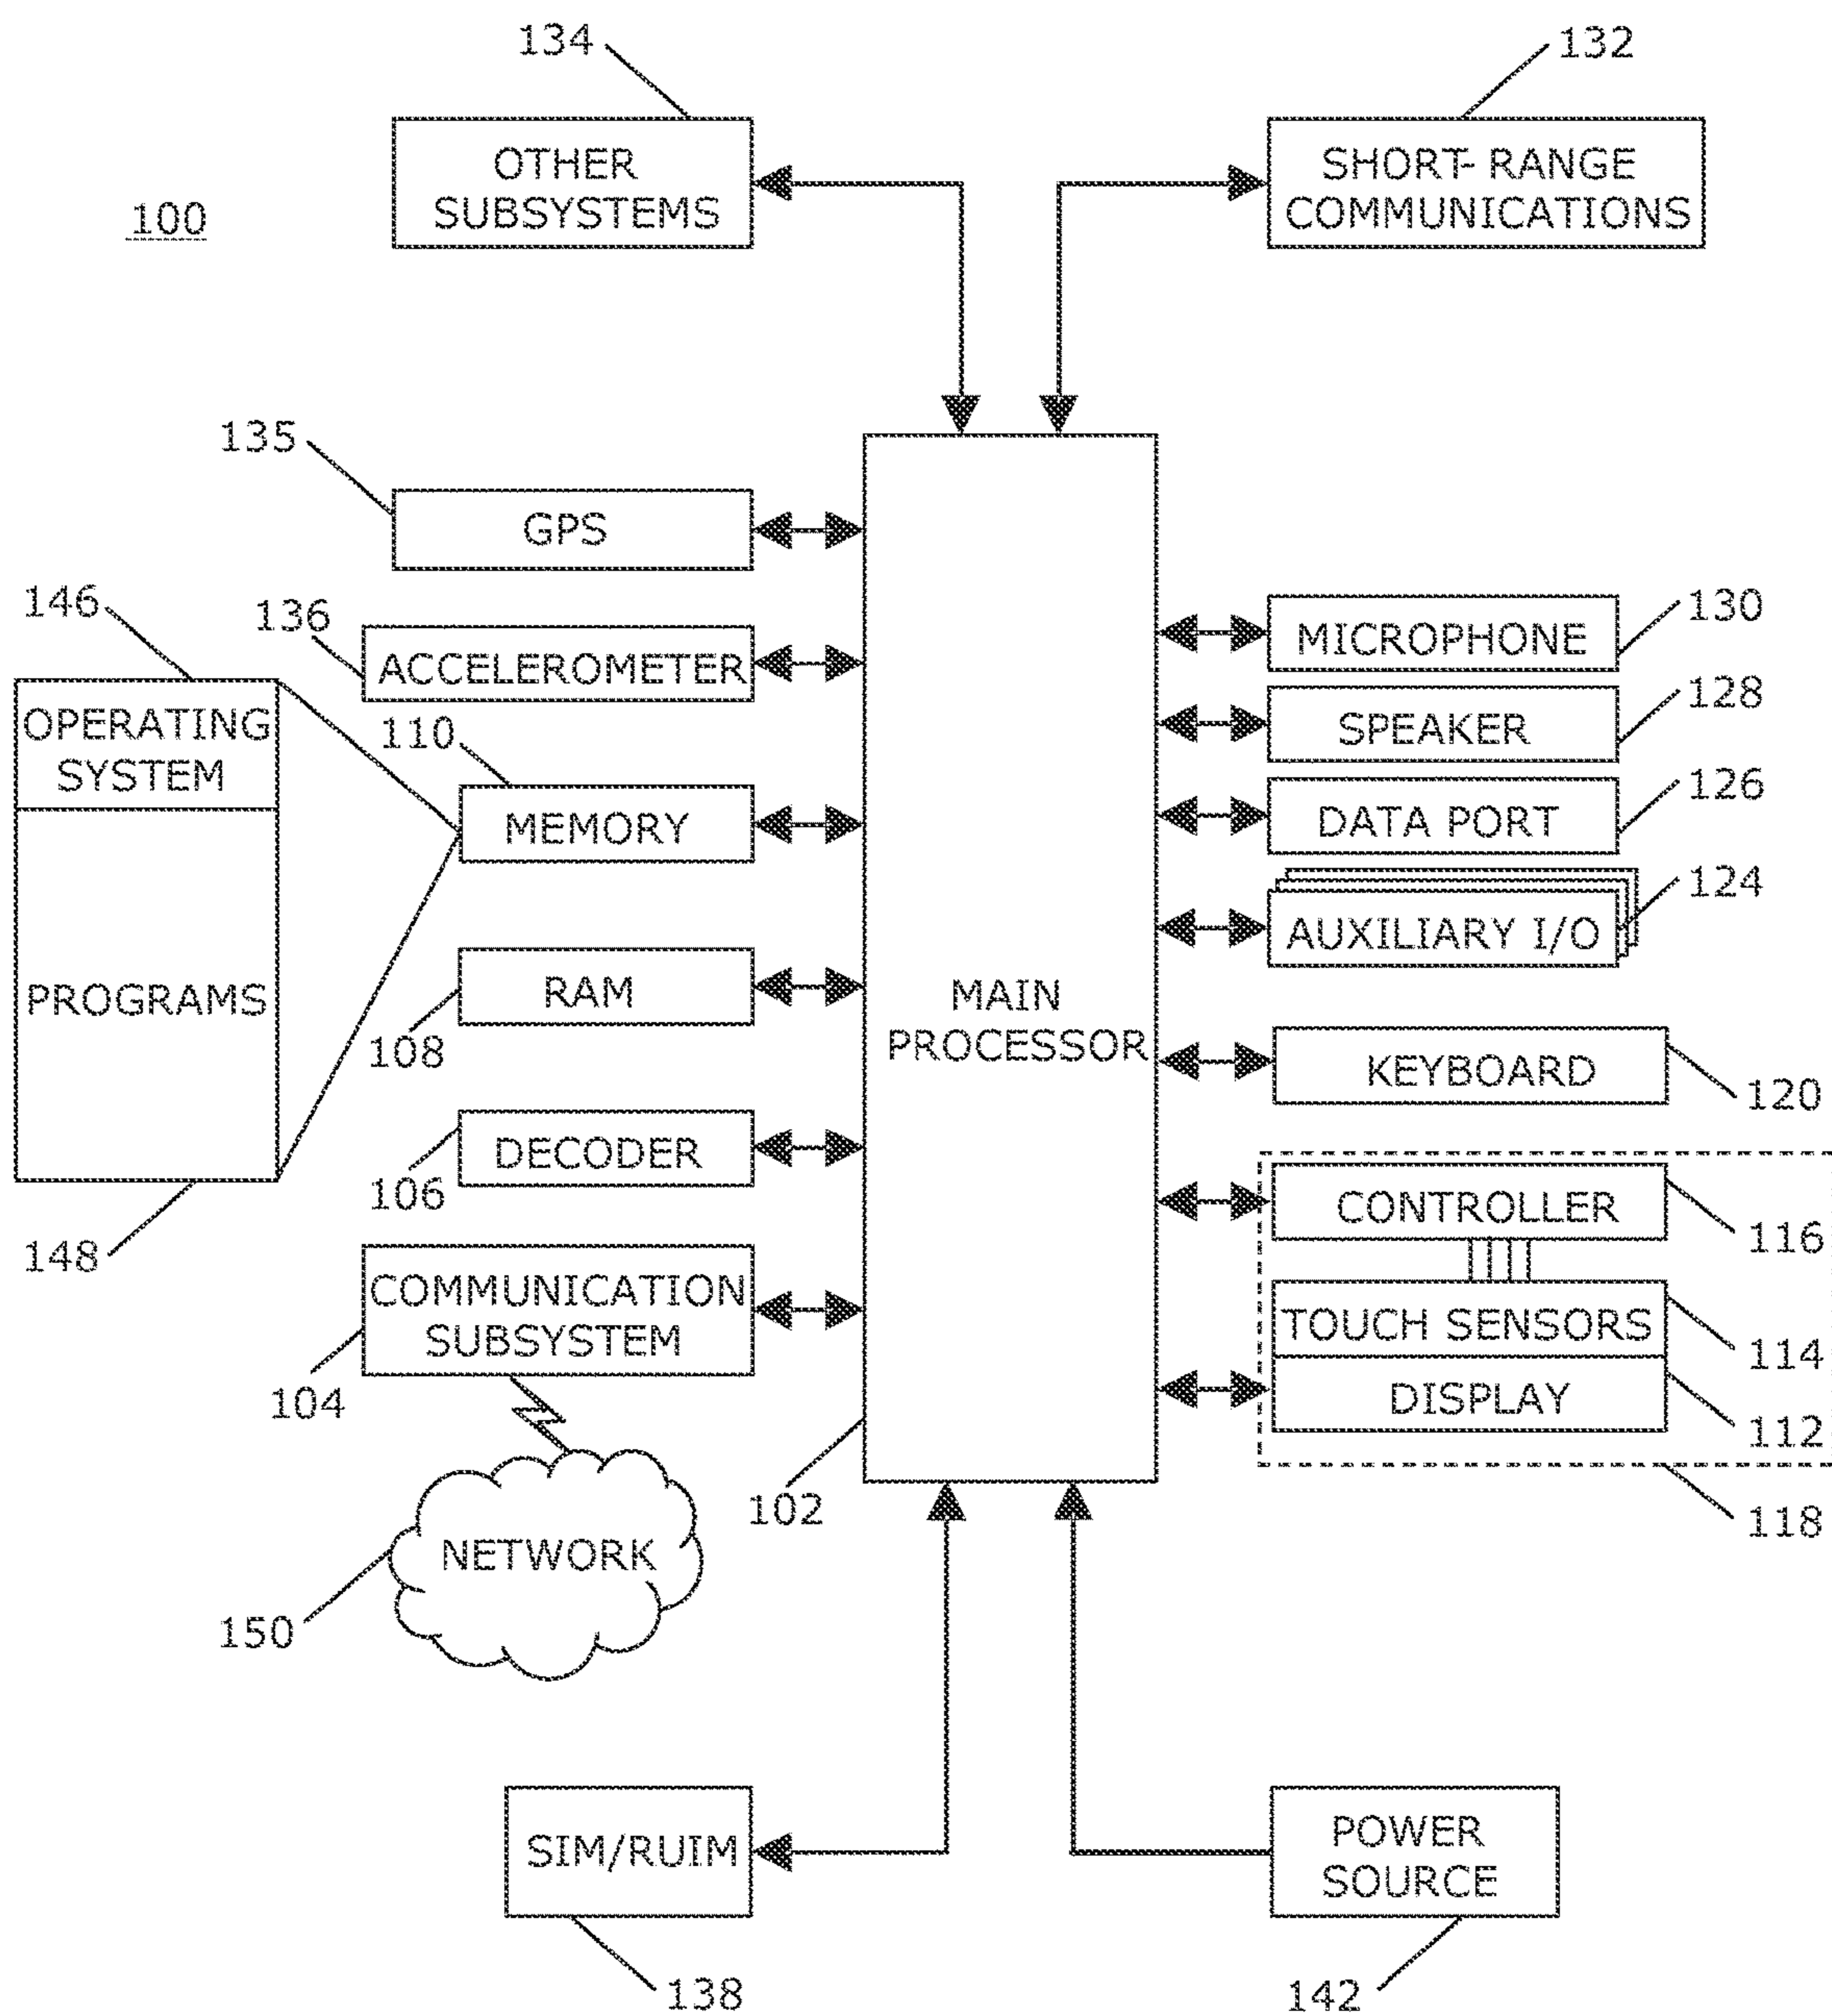 134
132
OTHER
SUBSYSTEMS
SHORT- RANGE
COMMUNICATIONS
100
135
GPS
146
136
ACCELEROMETER
MICROPHONE
130
OPERATING
SYSTEM
110
MEMORY
SPEAKER
128
DATA PORT
126
AUXILIARY I/O
124
PROGRAMS
RAM
108
MAIN
PROCESSOR
KEYBOARD
120
DECODER
106
CONTROLLER
116
148
COMMUNICATION
SUBSYSTEM
104
TOUCH SENSORS
114
DISPLAY
112
102
118
NETWORK
150
SIM/RUIM
138
POWER
SOURCE
142